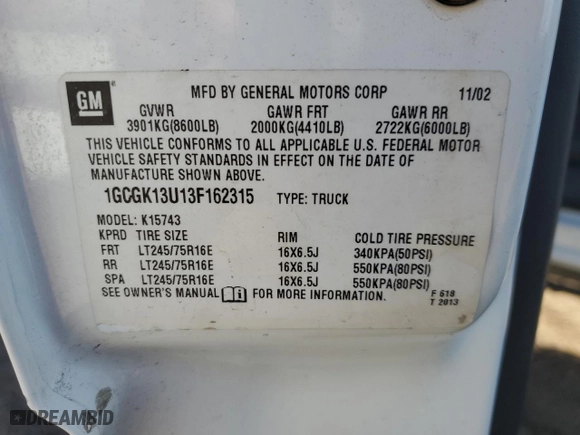 GM
MFD BY GENERAL MOTORS CORP 11/02
GVWR GAWR FRT GAWR RR
3901KG(8600LB) 2000KG(4410LB) 2722KG(6000LB)
THIS VEHICLE CONFORMS TO ALL APPLICABLE U.S. FEDERAL MOTOR
VEHICLE SAFETY STANDARDS IN EFFECT ON THE DATE OF
MANUFACTURE SHOWN ABOVE.
1GCGK13U13F162315 TYPE: TRUCK
MODEL: K15743
KPRD TIRE SIZE RIM COLD TIRE PRESSURE
FRT LT245/75R16E 16X6.5J 340KPA(50PSI)
RR LT245/75R16E 16X6.5J 550KPA(80PSI)
SPA LT245/75R16E 16X6.5J 550KPA(80PSI)
SEE OWNER'S MANUAL FOR MORE INFORMATION. F 618
T 2013
DREAMBID